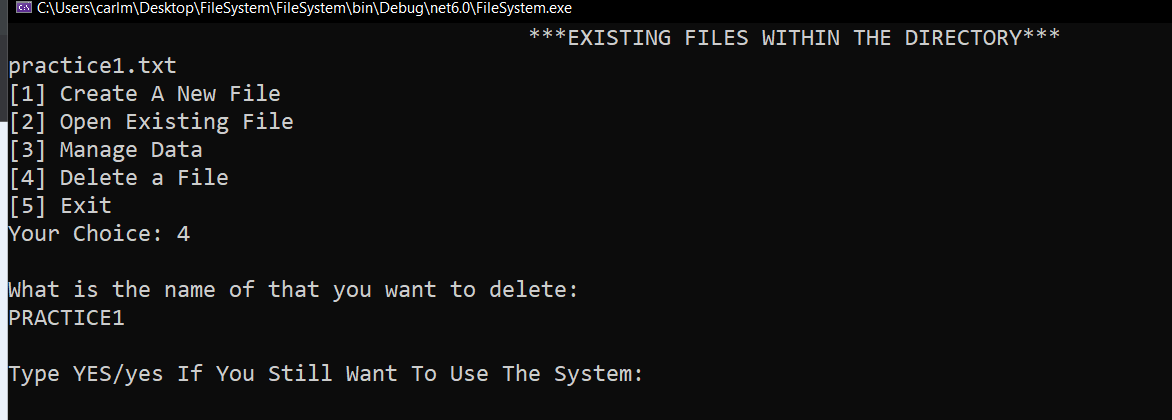 C:\Users\carlm\Desktop\FileSystem\FileSystem\bin\Debug\net6.0\FileSystem.exe
***EXISTING FILES WITHIN THE DIRECTORY***
practice1.txt
[1] Create A New File
[2] Open Existing File
[3] Manage Data
[4] Delete a File
[5] Exit
Your Choice: 4
What is the name of that you want to delete:
PRACTICE1
Type YES/yes If You Still Want To Use The System: